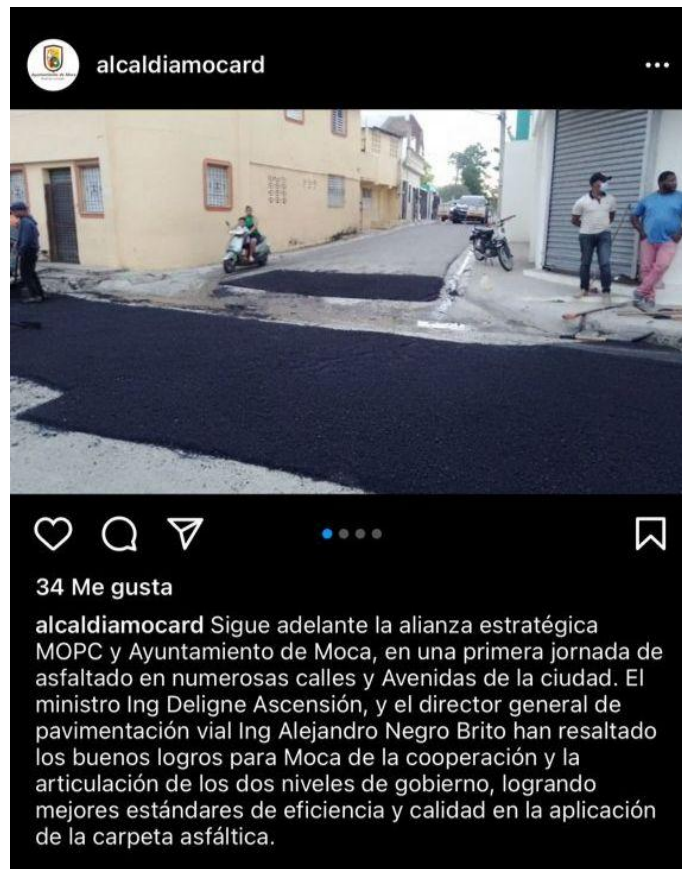 alcaldiamocard
Ayuntamiento de Moca
34 Me gusta
alcaldiamocard Sigue adelante la alianza estratégica
MOPC y Ayuntamiento de Moca, en una primera jornada de
asfaltado en numerosas calles y Avenidas de la ciudad. El
ministro Ing Deligne Ascensión, y el director general de
pavimentación vial Ing Alejandro Negro Brito han resaltado
los buenos logros para Moca de la cooperación y la
articulación de los dos niveles de gobierno, logrando
mejores estándares de eficiencia y calidad en la aplicación
de la carpeta asfáltica.